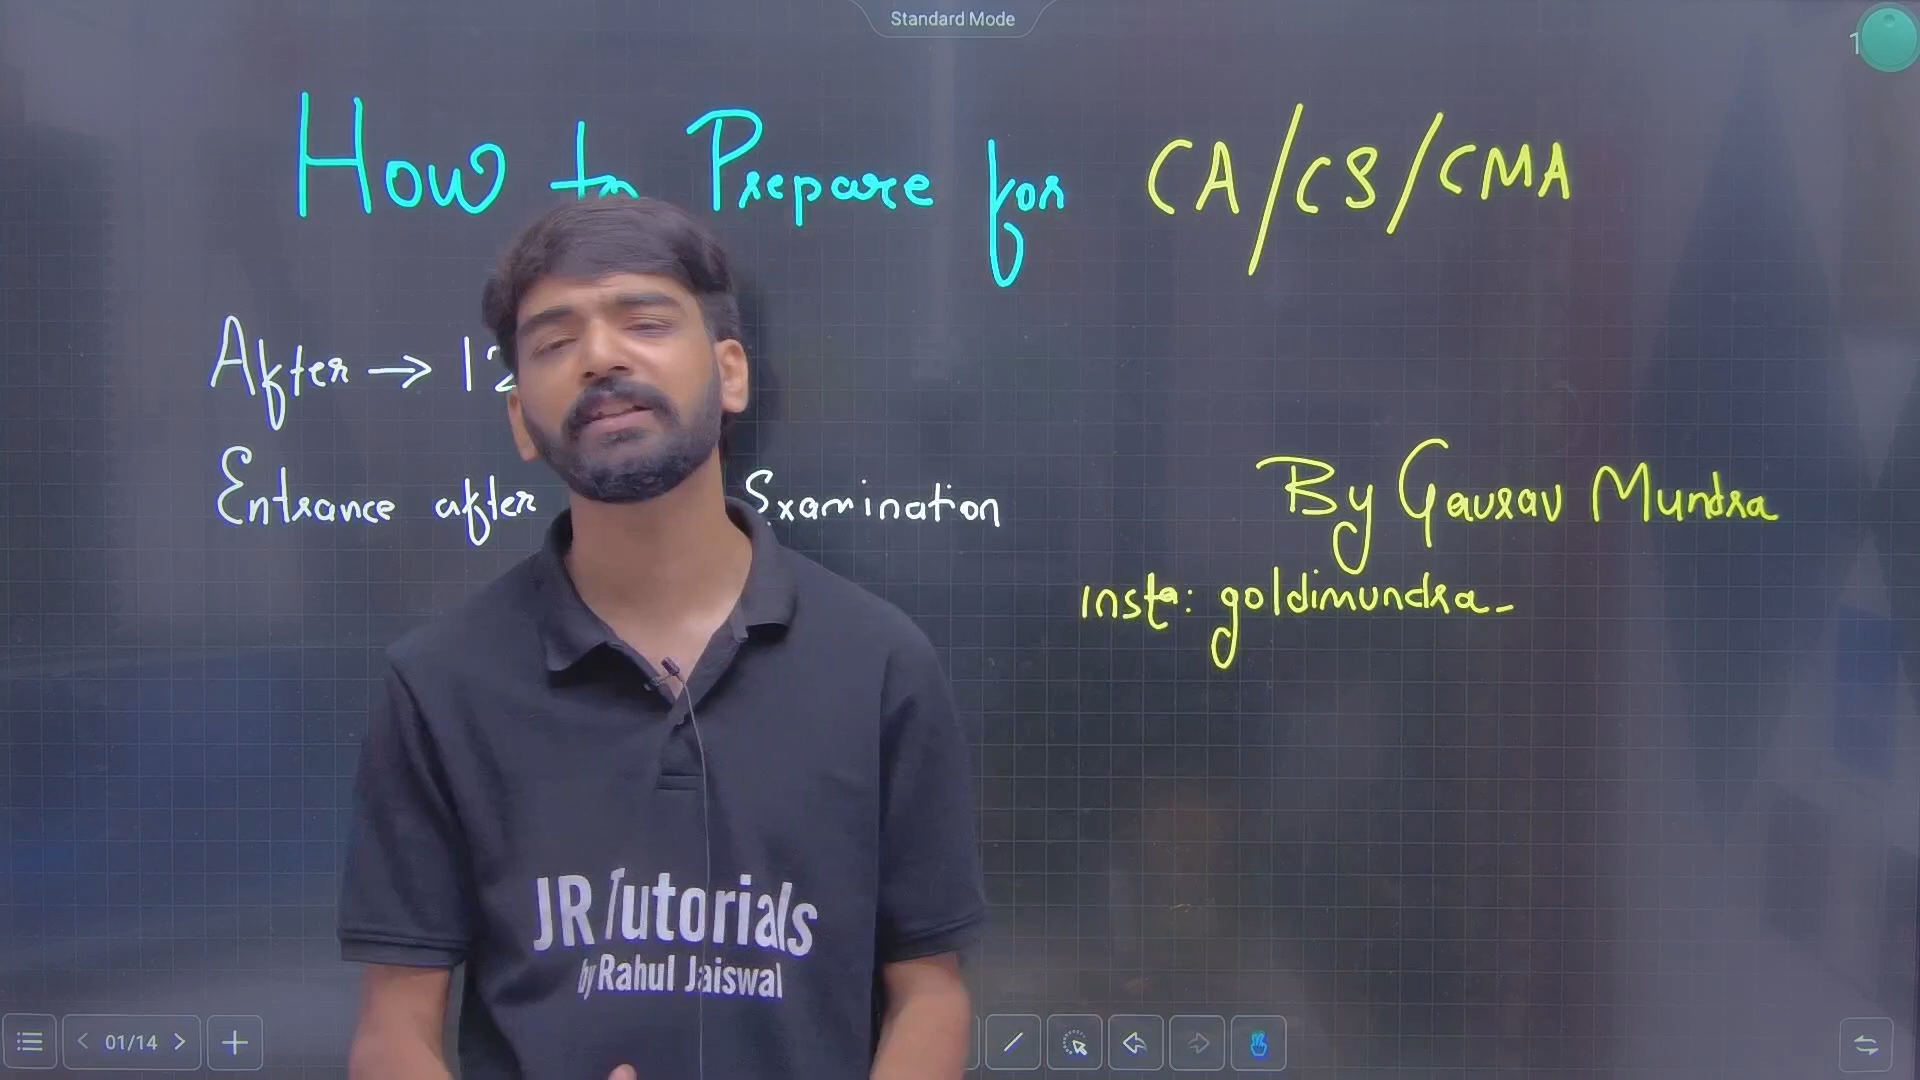 Standard Mode
1
How to Prepare for CA/CS/CMA
After → 12
Entrance after Examination
By Gaurav Mundra
Insta: goldimundra_
JR Tutorials
by Rahul Jaiswal
01/14